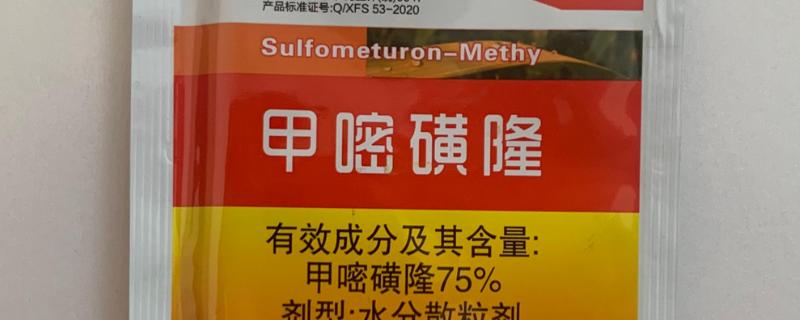 产品标准证号:Q/XFS 53-2020
Sulfometuron-Methy
甲嘧磺隆
有效成分及其含量:
甲嘧磺隆75%
剂型:水分散粒剂